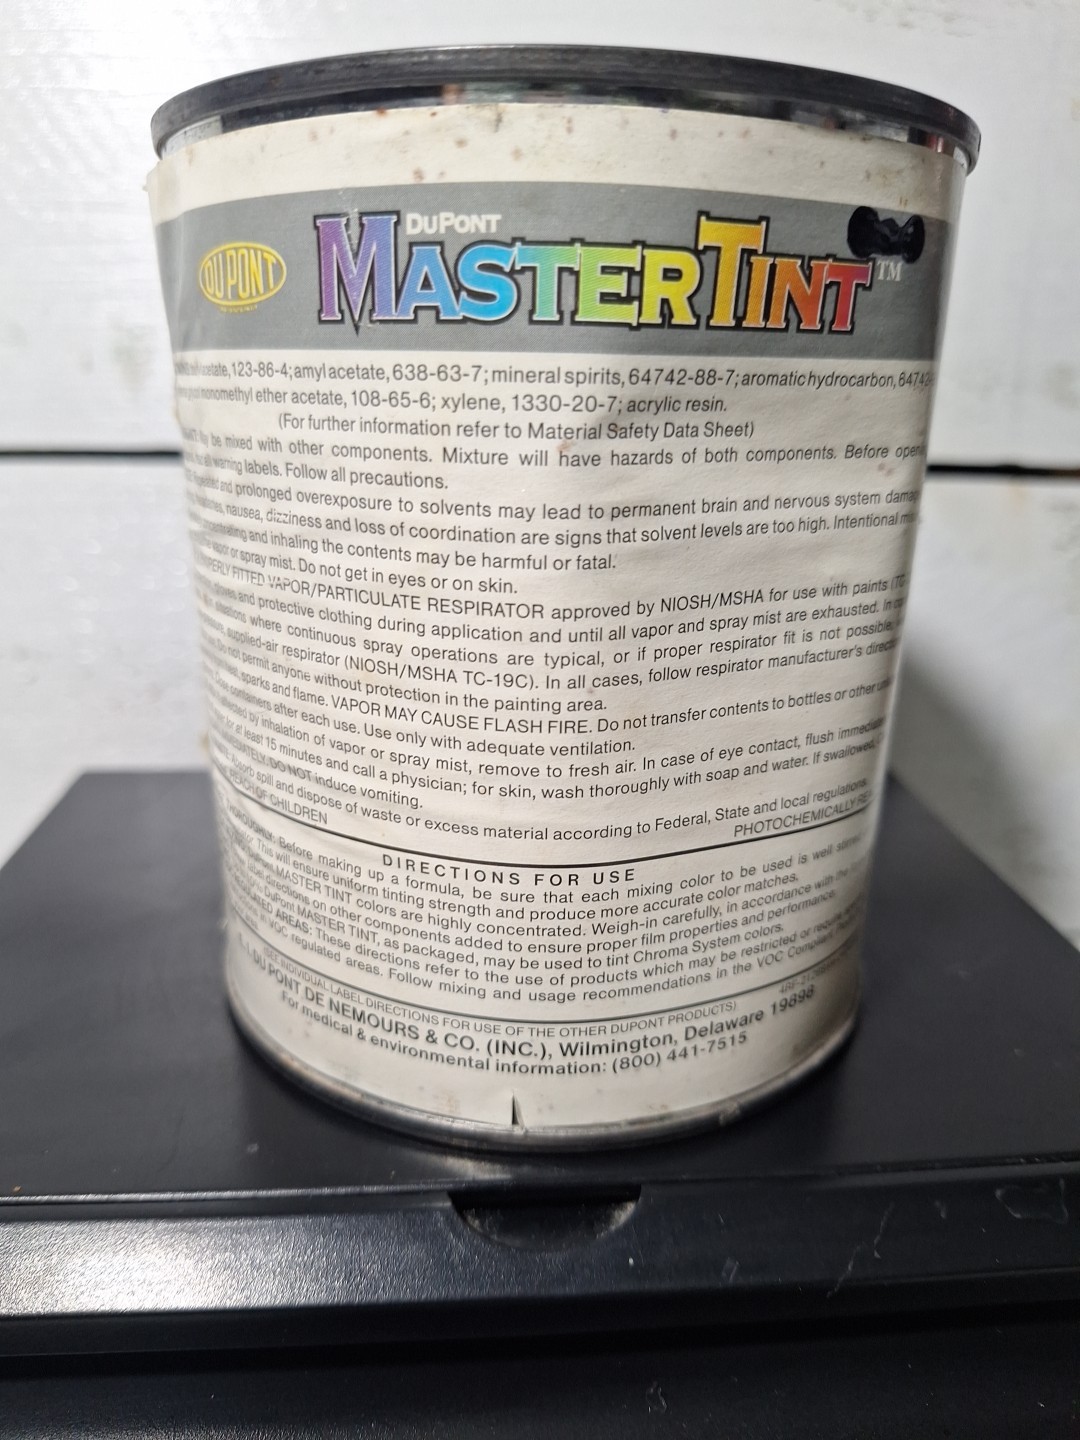 DUPONT
DUPONT
MASTERTINT™
acetate, 123-86-4; amyl acetate, 638-63-7; mineral spirits, 64742-88-7; aromatic hydrocarbon, 64742-
monomethyl ether acetate, 108-65-6; xylene, 1330-20-7; acrylic resin.
(For further information refer to Material Safety Data Sheet)
be mixed with other components. Mixture will have hazards of both components. Before open
warning labels. Follow all precautions.
and prolonged overexposure to solvents may lead to permanent brain and nervous system dama
nausea, dizziness and loss of coordination are signs that solvent levels are too high. Intentional
and inhaling the contents may be harmful or fatal.
vapor or spray mist. Do not get in eyes or on skin.
FITTED VAPOR/PARTICULATE RESPIRATOR approved by NIOSH/MSHA for use with paints (TC-
gloves and protective clothing during application and until all vapor and spray mist are exhausted. In
where continuous spray operations are typical, or if proper respirator fit is not possible,
supplied-air respirator (NIOSH/MSHA TC-19C). In all cases, follow respirator manufacturer's direc
Do not permit anyone without protection in the painting area.
sparks and flame. VAPOR MAY CAUSE FLASH FIRE. Do not transfer contents to bottles or other
containers after each use. Use only with adequate ventilation.
by inhalation of vapor or spray mist, remove to fresh air. In case of eye contact, flush immedia
for at least 15 minutes and call a physician; for skin, wash thoroughly with soap and water. If swallowed,
DO NOT induce vomiting.
Absorb spill and dispose of waste or excess material according to Federal, State and local regulations.
OF CHILDREN
PHOTOCHEMICALLY RE
DIRECTIONS FOR USE
THOROUGHLY: Before making up a formula, be sure that each mixing color to be used is well
This will ensure uniform tinting strength and produce more accurate color matches.
MASTER TINT colors are highly concentrated. Weigh-in carefully, in accordance with the
directions on other components added to ensure proper film properties and performance.
DuPont MASTER TINT, as packaged, may be used to tint Chroma System colors.
AREAS: These directions refer to the use of products which may be restricted or
in VOC regulated areas. Follow mixing and usage recommendations in the VOC
(SEE INDIVIDUAL LABEL DIRECTIONS FOR USE OF THE OTHER DUPONT PRODUCTS)
E. I. DU PONT DE NEMOURS & CO. (INC.), Wilmington, Delaware 19898
For medical & environmental information: (800) 441-7515